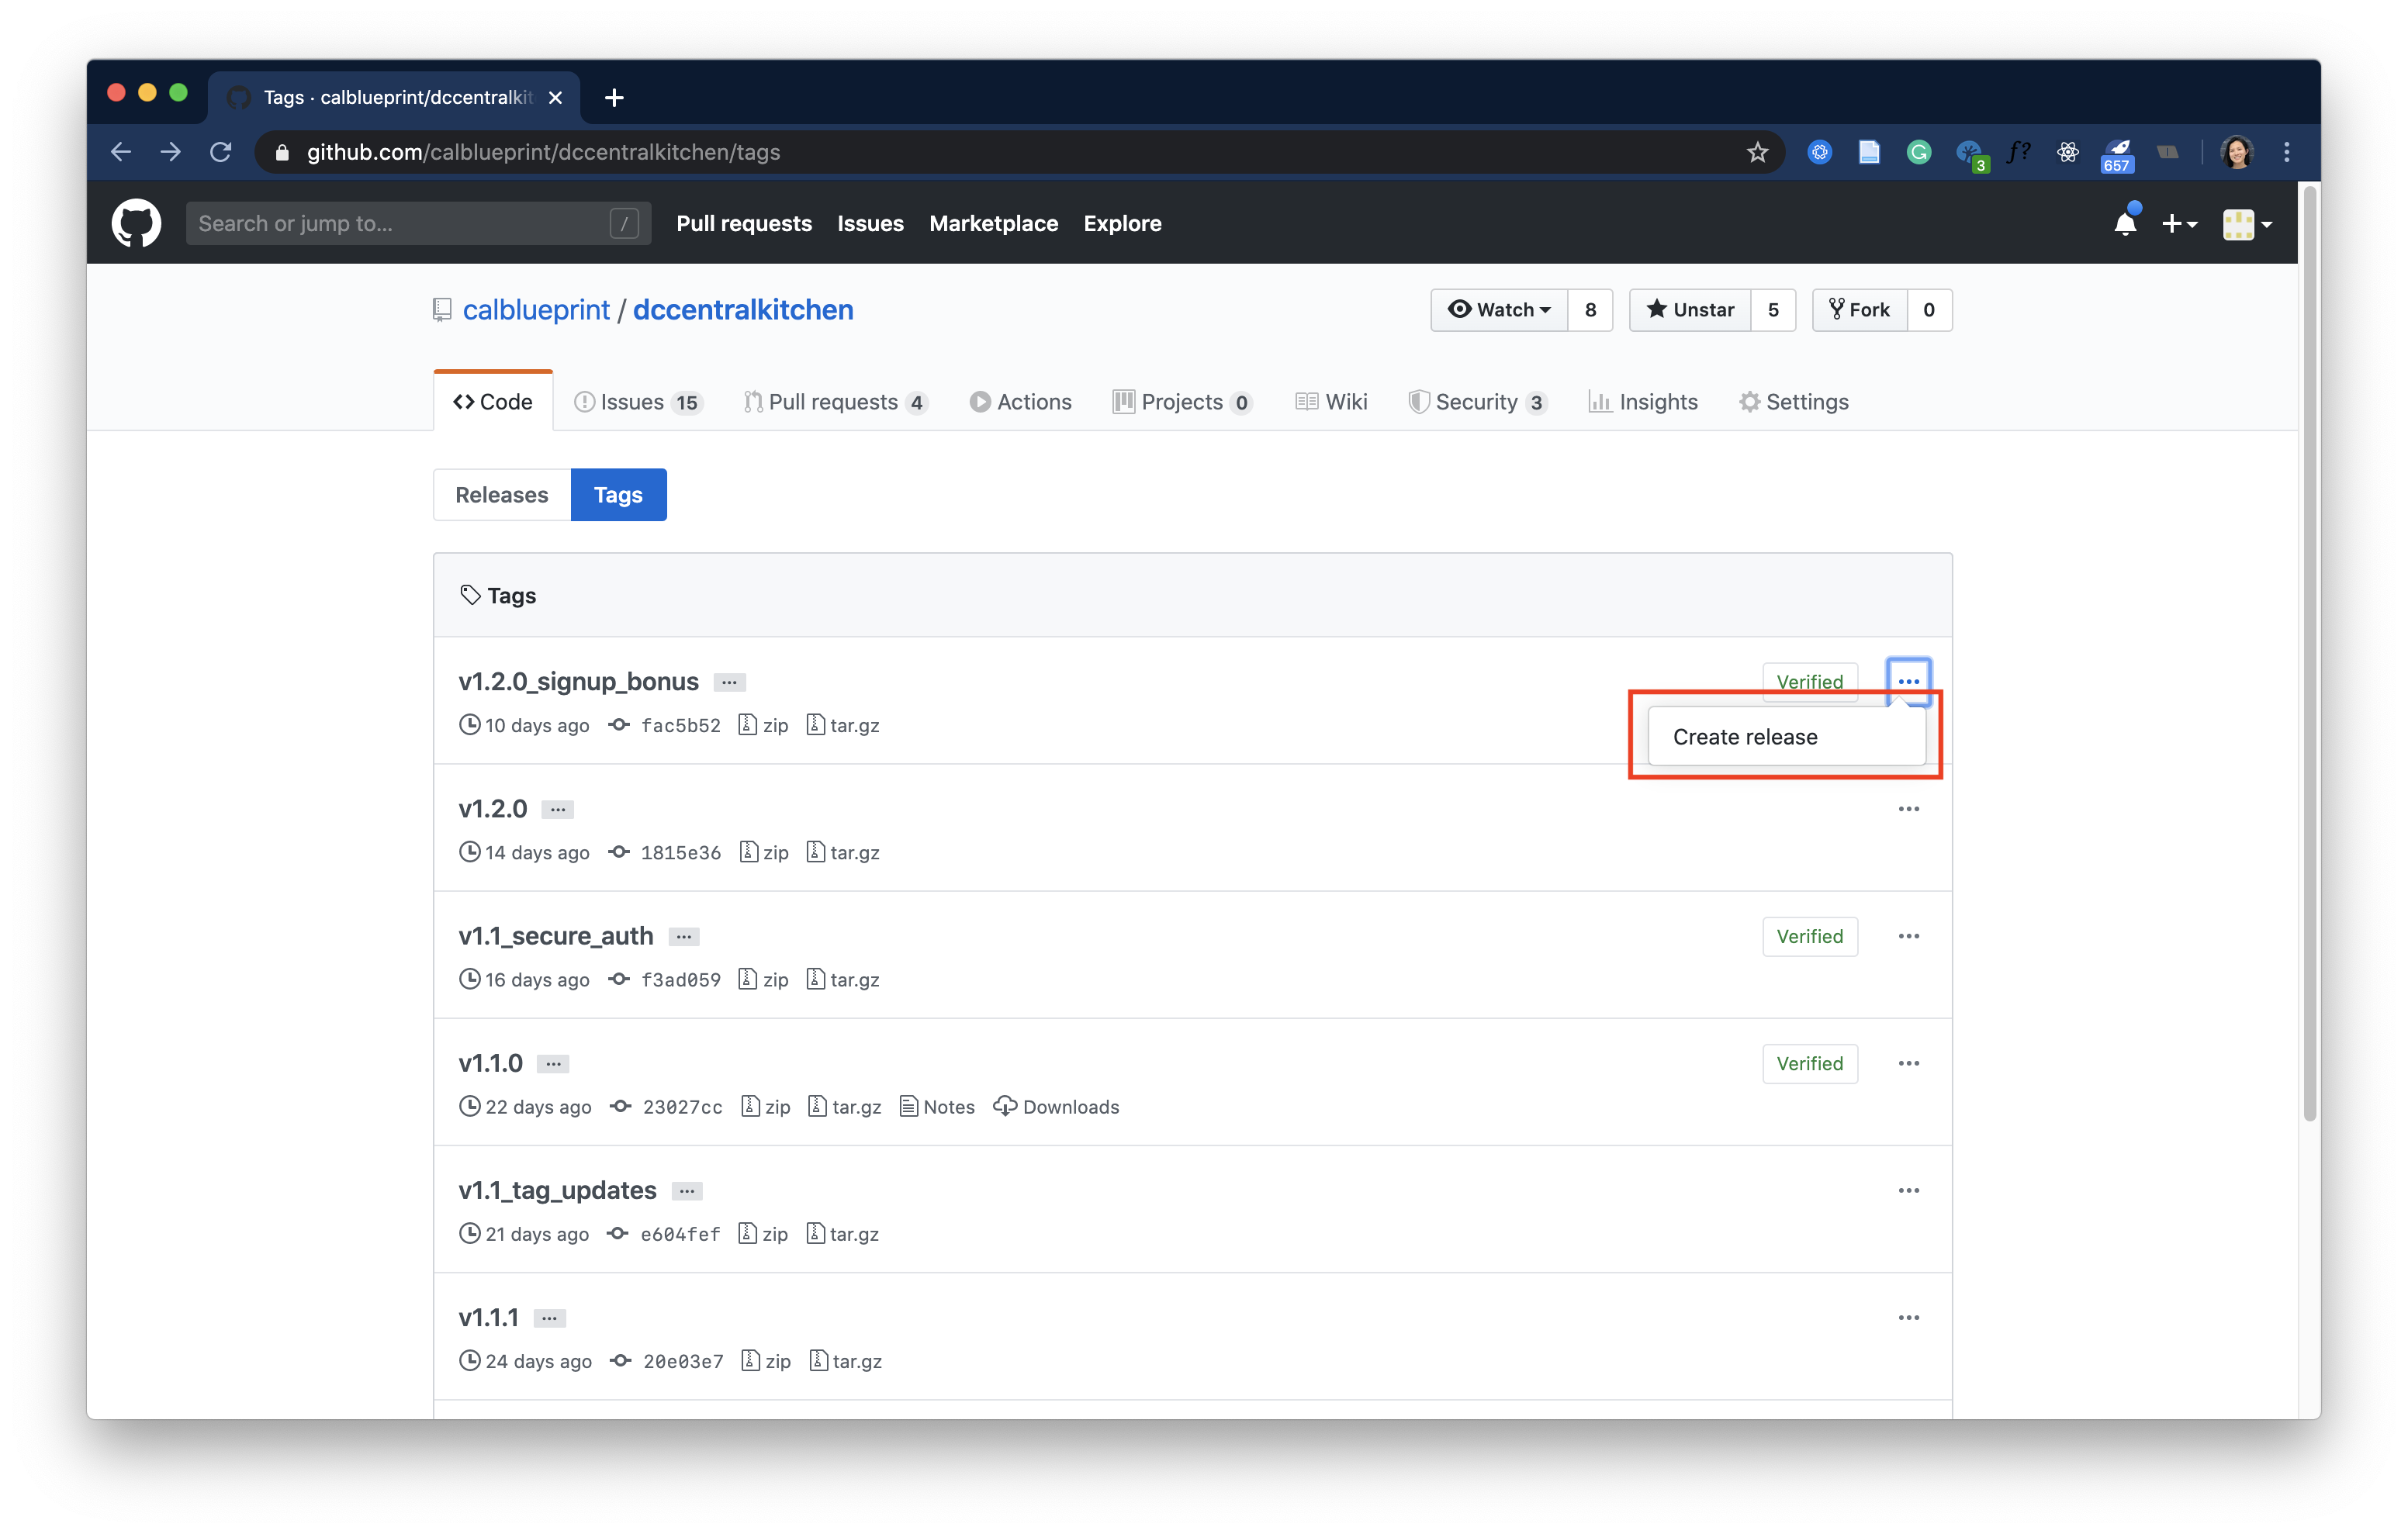 Tags · calblueprint/dccentralkit
github.com/calblueprint/dccentralkitchen/tags
3
f?
657
Search or jump to...
/
Pull requests
Issues
Marketplace
Explore
calblueprint / dccentralkitchen
Watch 8
Unstar 5
Fork 0
Code
Issues 15
Pull requests 4
Actions
Projects 0
Wiki
Security 3
Insights
Settings
Releases
Tags
Tags
v1.2.0_signup_bonus ...
Verified
...
10 days ago fac5b52 zip tar.gz
Create release
v1.2.0 ...
...
14 days ago 1815e36 zip tar.gz
v1.1_secure_auth ...
Verified
...
16 days ago f3ad059 zip tar.gz
v1.1.0 ...
Verified
...
22 days ago 23027cc zip tar.gz Notes Downloads
v1.1_tag_updates ...
...
21 days ago e604fef zip tar.gz
v1.1.1 ...
...
24 days ago 20e03e7 zip tar.gz